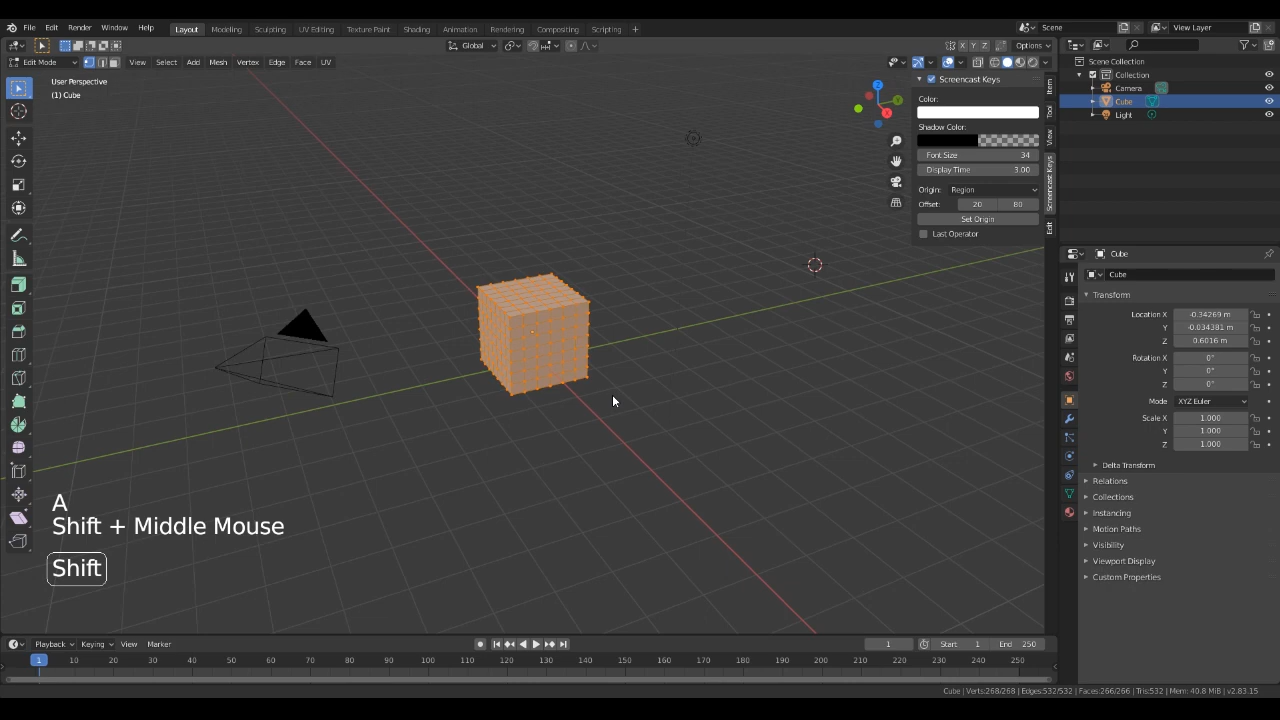 File Edit Render Window Help Layout Modeling Sculpting UV Editing Texture Paint Shading Animation Rendering Compositing Scripting + Scene View Layer
Global X Y Z Options
Edit Mode View Select Add Mesh Vertex Edge Face UV
User Perspective
(1) Cube
Screencast Keys
Color:
Shadow Color:
Font Size 34
Display Time 3.00
Origin: Region
Offset: 20 80
Set Origin
Last Operator
Item
Tool
View
Screencast Keys
Edit
X
Y
Scene Collection
Collection
Camera
Cube
Light
Cube
Cube
Transform
Location X -0.34269 m
Y -0.034381 m
Z 0.6016 m
Rotation X 0°
Y 0°
Z 0°
Mode XYZ Euler
Scale X 1.000
Y 1.000
Z 1.000
Delta Transform
Relations
Collections
Instancing
Motion Paths
Visibility
Viewport Display
Custom Properties
A
Shift + Middle Mouse
Shift
Playback Keying View Marker 1 Start 1 End 250
1 10 20 30 40 50 60 70 80 90 100 110 120 130 140 150 160 170 180 190 200 210 220 230 240 250
Cube | Verts:268/268 | Edges:532/532 | Faces:266/266 | Tris:532 | Mem: 40.8 MiB | v2.83.15